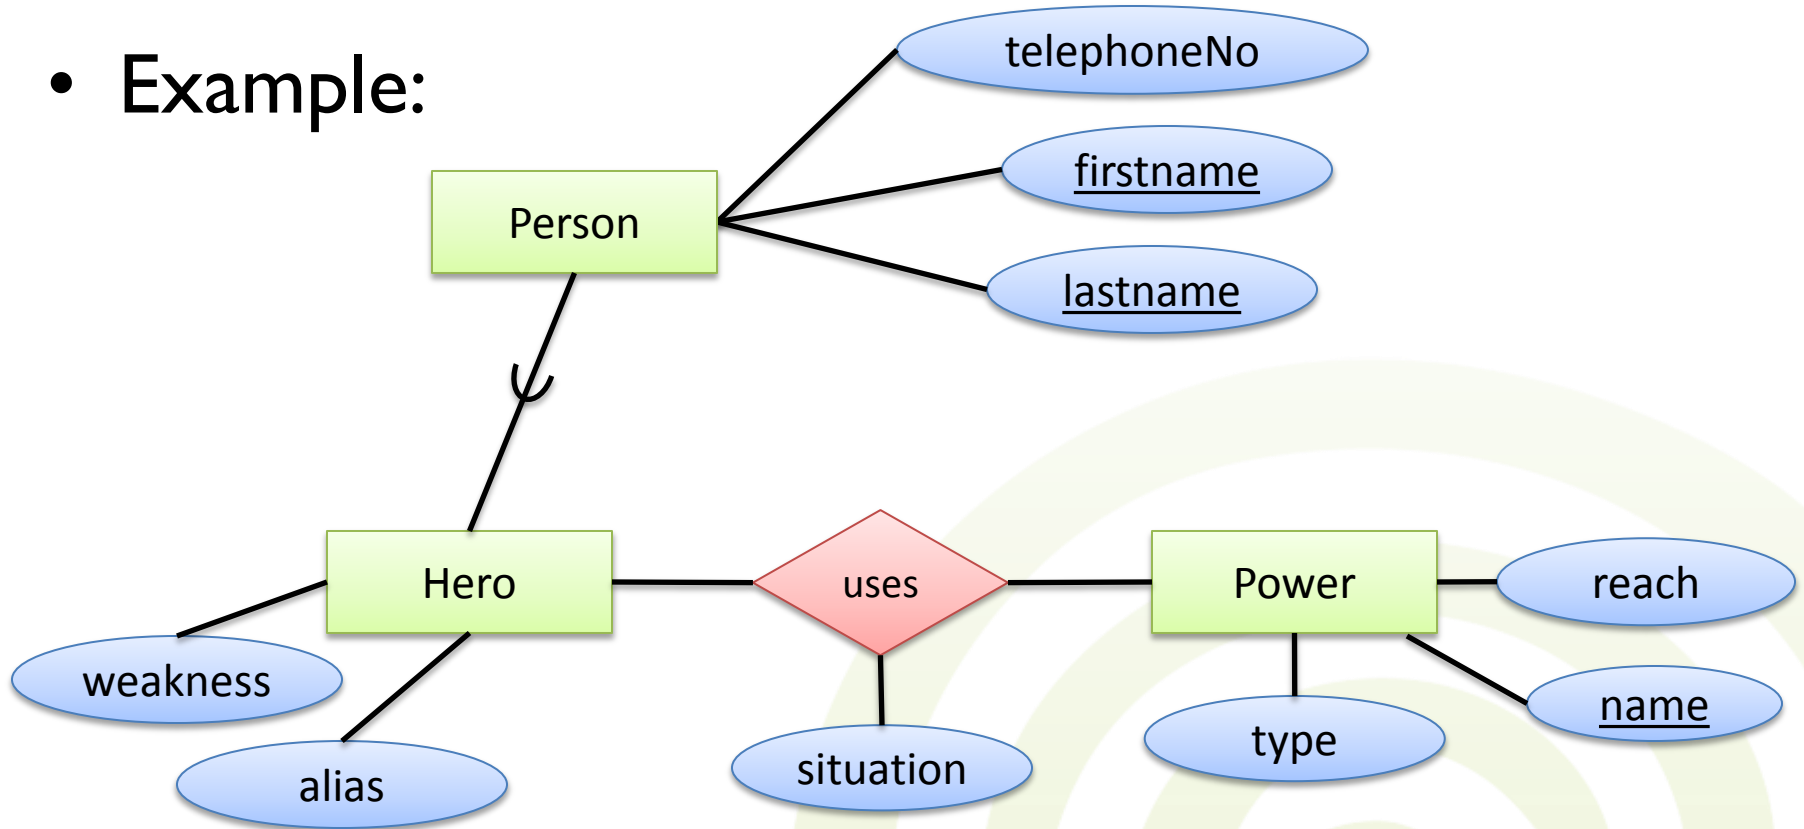 • Example:
telephoneNo
firstname
Person
lastname
Hero
uses
Power
reach
weakness
name
type
situation
alias